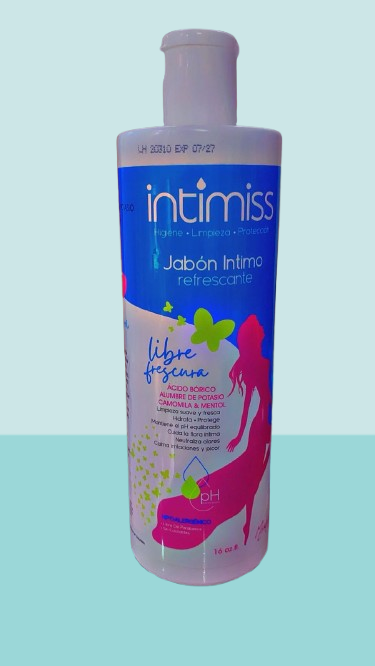 LH 20310 EXP 07/27
intimiss
Higiene • Limpieza • Protección
Jabón Intimo
refrescante
libre
frescura
ÁCIDO BÓRICO
ALUMBRE DE POTASIO
CAMOMILA & MENTOL
Limpieza suave y fresca
Hidrata • Protege
Mantiene el pH equilibrado
Cuida la flora íntima
Neutraliza olores
Calma irritaciones y picor
pH
HIPOALERGÉNICO
16 oz fl.